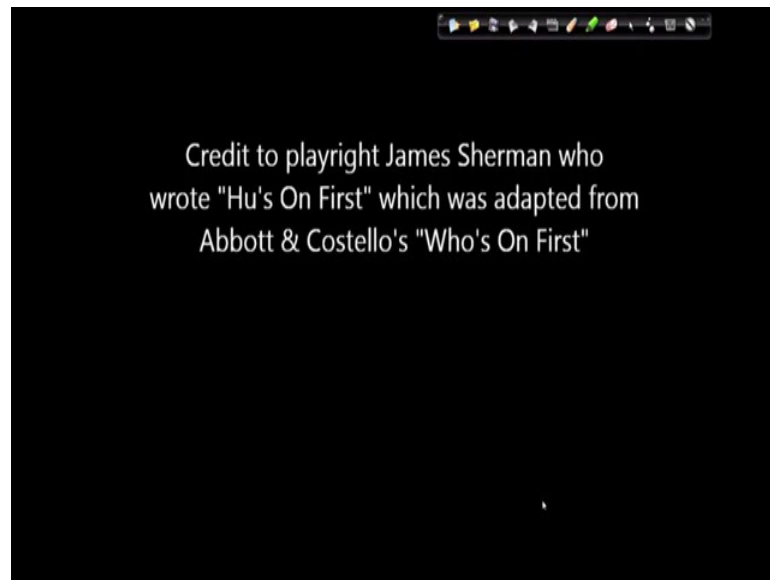 Credit to playright James Sherman who
wrote "Hu's On First" which was adapted from
Abbott & Costello's "Who's On First"